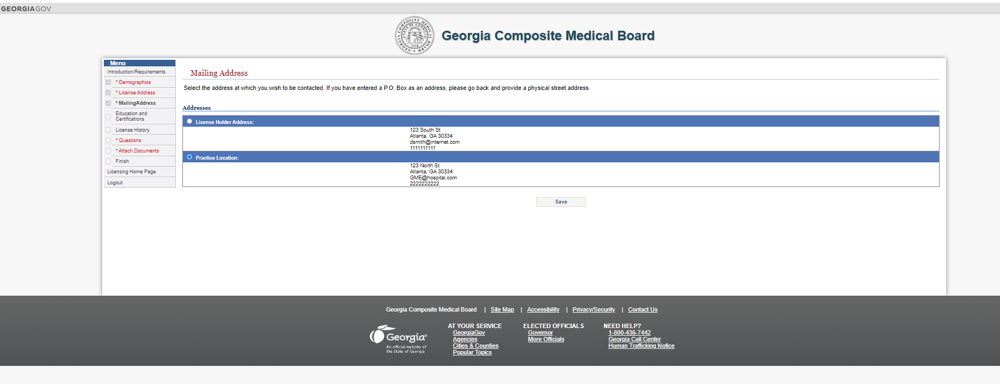 GEORGIAGOV
Georgia Composite Medical Board
Menu
Introduction/Requirements
* Demographics
* License Address
* MailingAddress
Education and
Certifications
License History
* Questions
* Attach Documents
Finish
Licensing Home Page
Logout
Mailing Address
Select the address at which you wish to be contacted. If you have entered a P.O. Box as an address, please go back and provide a physical street address.
Addresses
License Holder Address:
123 South St
Atlanta, GA 30334
dsmith@internet.com
1111111111
Practice Location:
123 North St
Atlanta, GA 30334
GME@hospital.com
2222222222
Save
Georgia Composite Medical Board | Site Map | Accessibility | Privacy/Security | Contact Us
Georgia®
An official website of
the State of Georgia
AT YOUR SERVICE
GeorgiaGov
Agencies
Cities & Counties
Popular Topics
ELECTED OFFICIALS
Governor
More Officials
NEED HELP?
1-800-436-7442
Georgia Call Center
Human Trafficking Notice